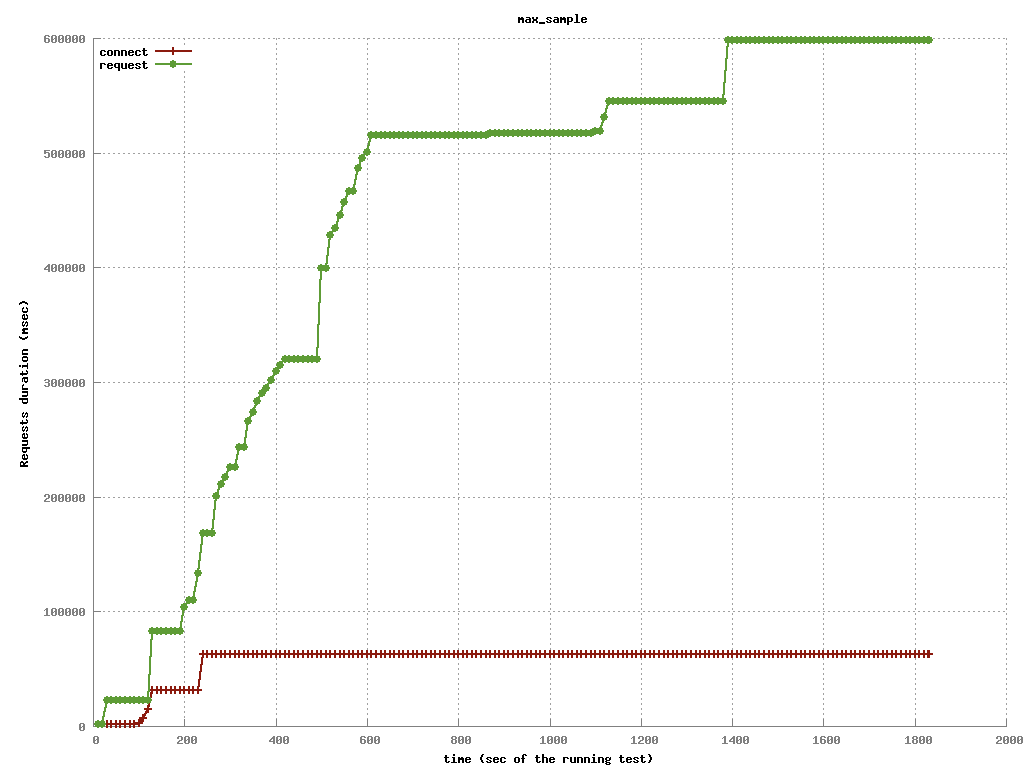 max_sample
connect
request
600000
500000
400000
300000
200000
100000
0
Requests duration (msec)
0 200 400 600 800 1000 1200 1400 1600 1800 2000
time (sec of the running test)